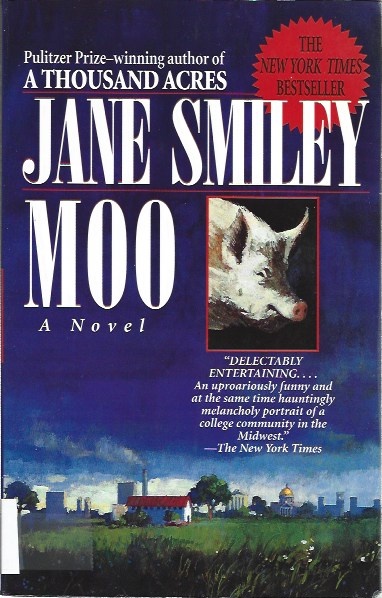 Pulitzer Prize–winning author of
A THOUSAND ACRES
THE
NEW YORK TIMES
BESTSELLER
JANE SMILEY
MOO
A Novel
"DELECTABLY
ENTERTAINING. . . .
An uproariously funny and
at the same time hauntingly
melancholy portrait of a
college community in the
Midwest."
—The New York Times